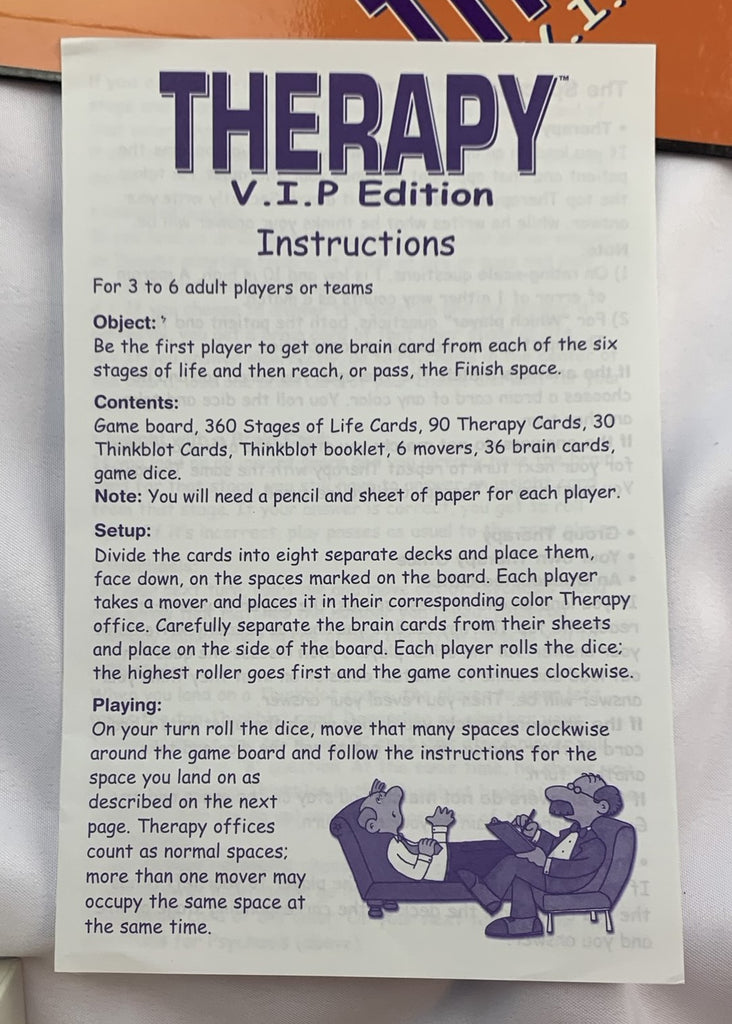 THERAPY™
V.I.P Edition
Instructions
For 3 to 6 adult players or teams
Object:
Be the first player to get one brain card from each of the six
stages of life and then reach, or pass, the Finish space.
Contents:
Game board, 360 Stages of Life Cards, 90 Therapy Cards, 30
Thinkblot Cards, Thinkblot booklet, 6 movers, 36 brain cards,
game dice.
Note: You will need a pencil and sheet of paper for each player.
Setup:
Divide the cards into eight separate decks and place them,
face down, on the spaces marked on the board. Each player
takes a mover and places it in their corresponding color Therapy
office. Carefully separate the brain cards from their sheets
and place on the side of the board. Each player rolls the dice;
the highest roller goes first and the game continues clockwise.
Playing:
On your turn roll the dice, move that many spaces clockwise
around the game board and follow the instructions for the
space you land on as
described on the next
page. Therapy offices
count as normal spaces;
more than one mover may
occupy the same space at
the same time.